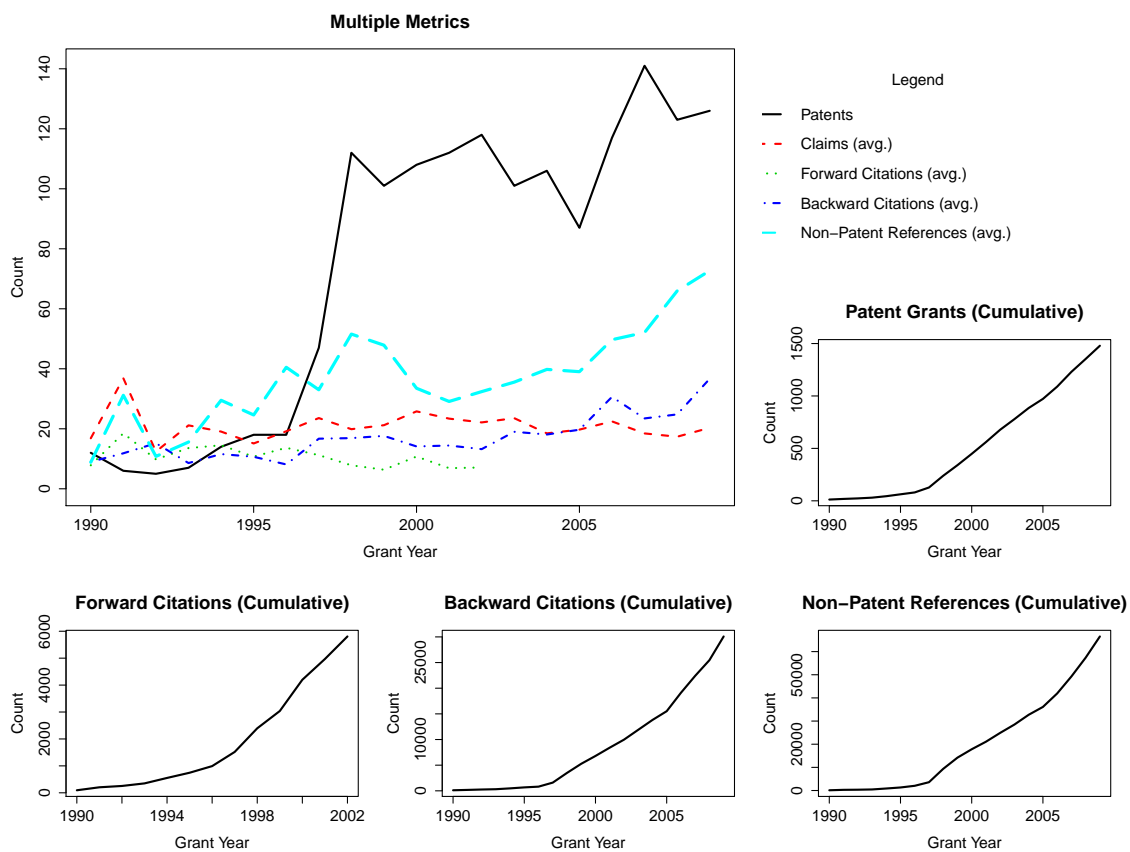 Multiple Metrics
140
120
100
80
60
40
20
0
Count
1990 1995 2000 2005
Grant Year
Legend
Patents
Claims (avg.)
Forward Citations (avg.)
Backward Citations (avg.)
Non−Patent References (avg.)
Patent Grants (Cumulative)
1500
1000
500
0
Count
1990 1995 2000 2005
Grant Year
Forward Citations (Cumulative)
6000
4000
2000
0
Count
1990 1994 1998 2002
Grant Year
Backward Citations (Cumulative)
25000
10000
0
Count
1990 1995 2000 2005
Grant Year
Non−Patent References (Cumulative)
50000
20000
0
Count
1990 1995 2000 2005
Grant Year